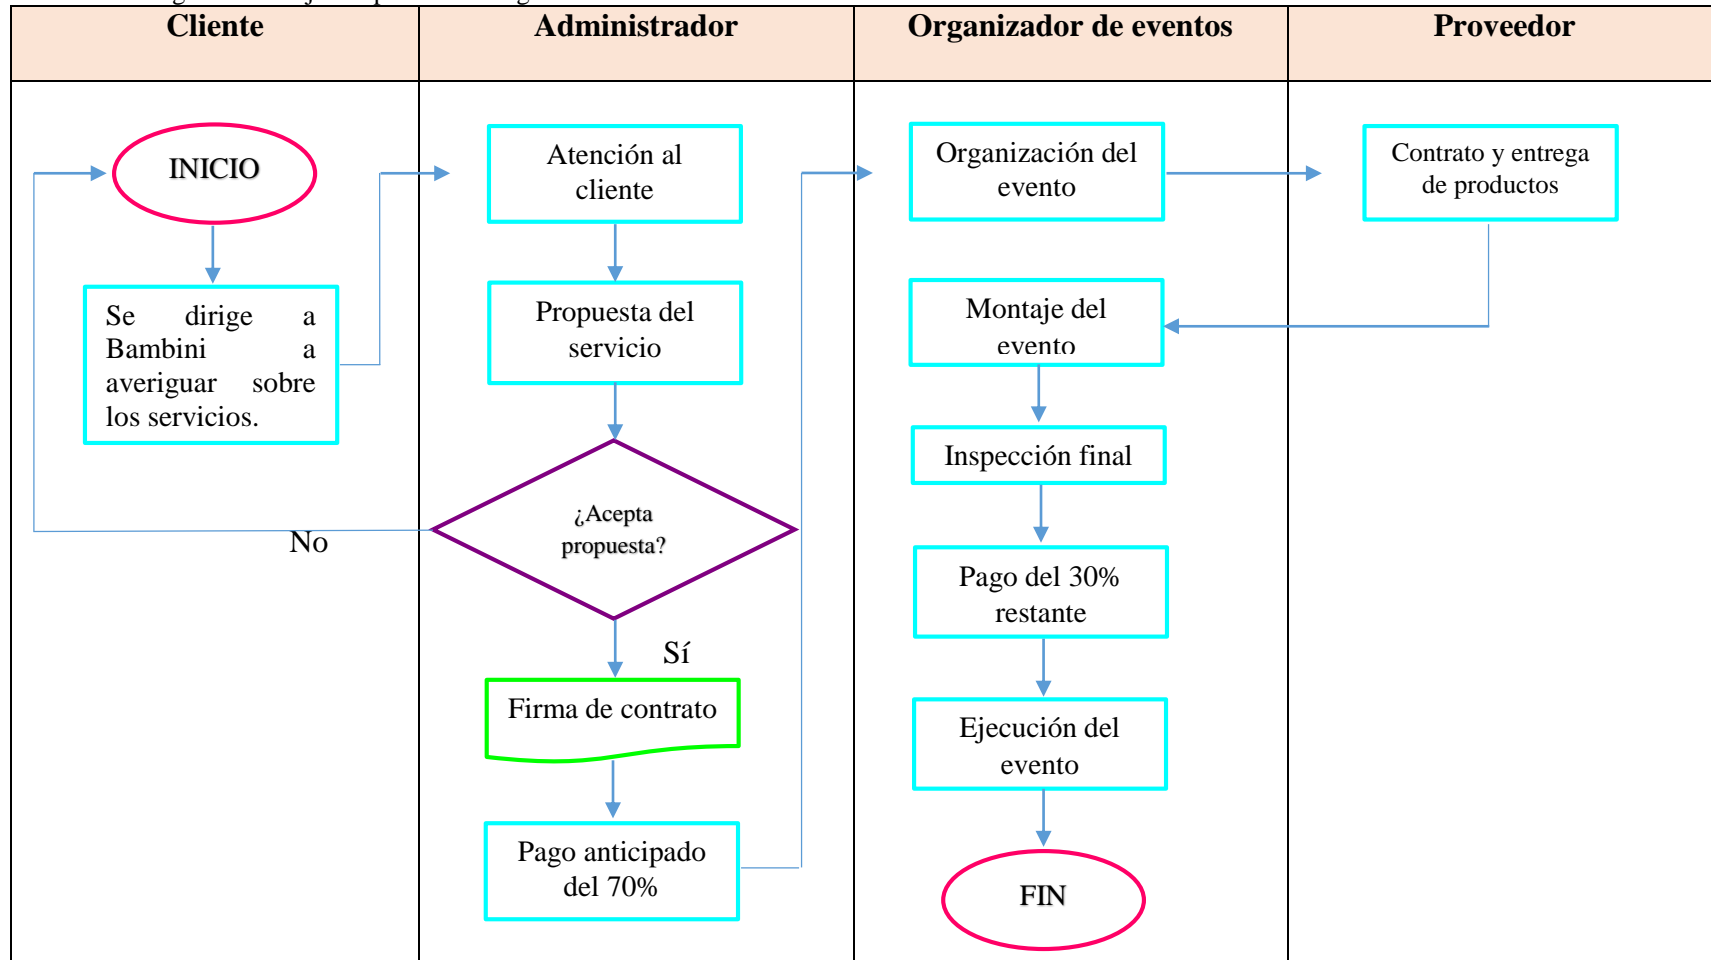 Cliente
Administrador
Organizador de eventos
Proveedor
INICIO
Se dirige a
Bambini a
averiguar sobre
los servicios.
No
Atención al
cliente
Propuesta del
servicio
¿Acepta
propuesta?
Sí
Firma de contrato
Pago anticipado
del 70%
Organización del
evento
Montaje del
evento
Inspección final
Pago del 30%
restante
Ejecución del
evento
FIN
Contrato y entrega
de productos